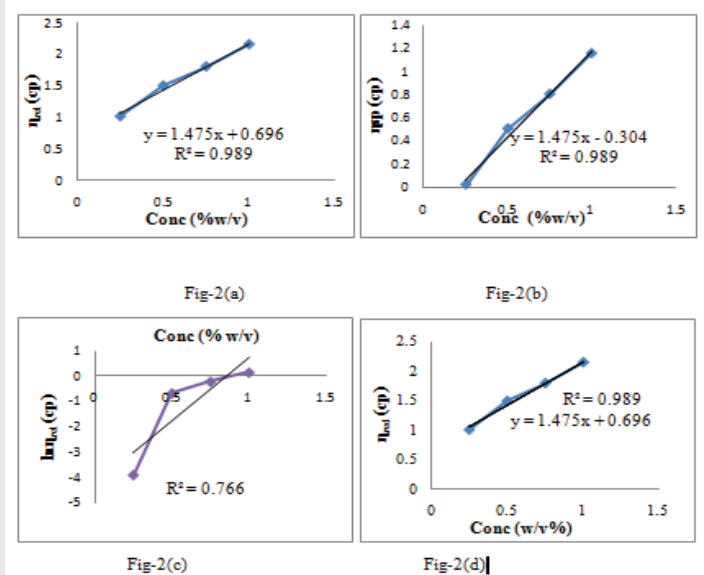 2.5
2
1.5
1
0.5
0
0 0.5 1 1.5
η (cp)
y = 1.475x + 0.696
R² = 0.989
Conc (%w/v)
1.4
1.2
1
0.8
0.6
0.4
0.2
0
0 0.5 1 1.5
(cp)
y = 1.475x - 0.304
R² = 0.989
Conc (%w/v)
Fig-2(a)
Fig-2(b)
Conc (% w/v)
1
0
-1
-2
-3
-4
-5
0 0.5 1 1.5
(cp)
R² = 0.766
2.5
2
1.5
1
0.5
0
0 0.5 1 1.5
η (cp)
R² = 0.989
y = 1.475x + 0.696
Conc (w/v%)
Fig-2(c)
Fig-2(d)